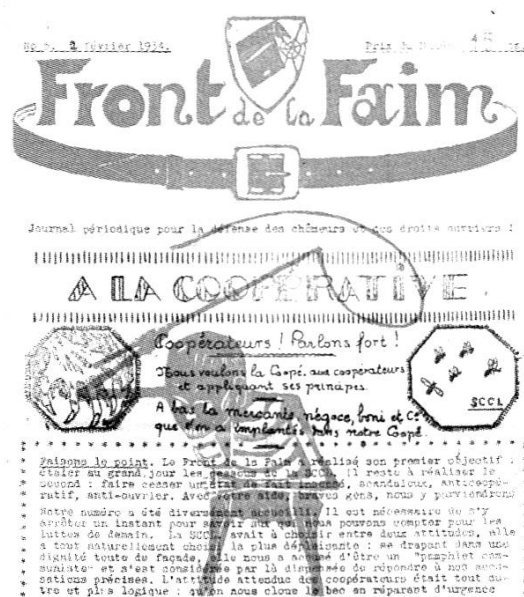 No 2, 2 février 1934.
Front de la Faim
Journal périodique pour la défense des chômeurs et des droits ouvriers !
A LA COOPERATIVE
Coopérateurs ! Parlons fort !
Nous voulons la Coopé. aux coopérateurs
et appliquant ses principes.
A bas la mercante, négoce, boni et Cie
que l'on a implantés dans notre Coopé.
SCCL
Faisons le point. Le Front de la Faim a réalisé son premier objectif :
étaler au grand jour les dessous de la SCCL. Il reste à réaliser le
second : faire cesser un état de fait insensé, scandaleux, anticoopé-
ratif, anti-ouvrier. Avec votre aide, braves gens, nous y parviendrons
Notre numéro a été diversement accueilli. Il est nécessaire de s'y
arrêter un instant pour savoir sur qui nous pouvons compter pour les
luttes de demain. La SCCL avait à choisir entre deux attitudes, elle
a tout naturellement choisi la plus déplaisante : se drapant dans une
dignité toute de façade, elle nous a accusé d'être un "pamphlet com-
muniste" et s'est considérée par là dispensée de répondre à nos accu-
sations précises. L'attitude attendue des coopérateurs était tout au-
tre et plus logique : qu'on nous cloue le bec en réparant d'urgence